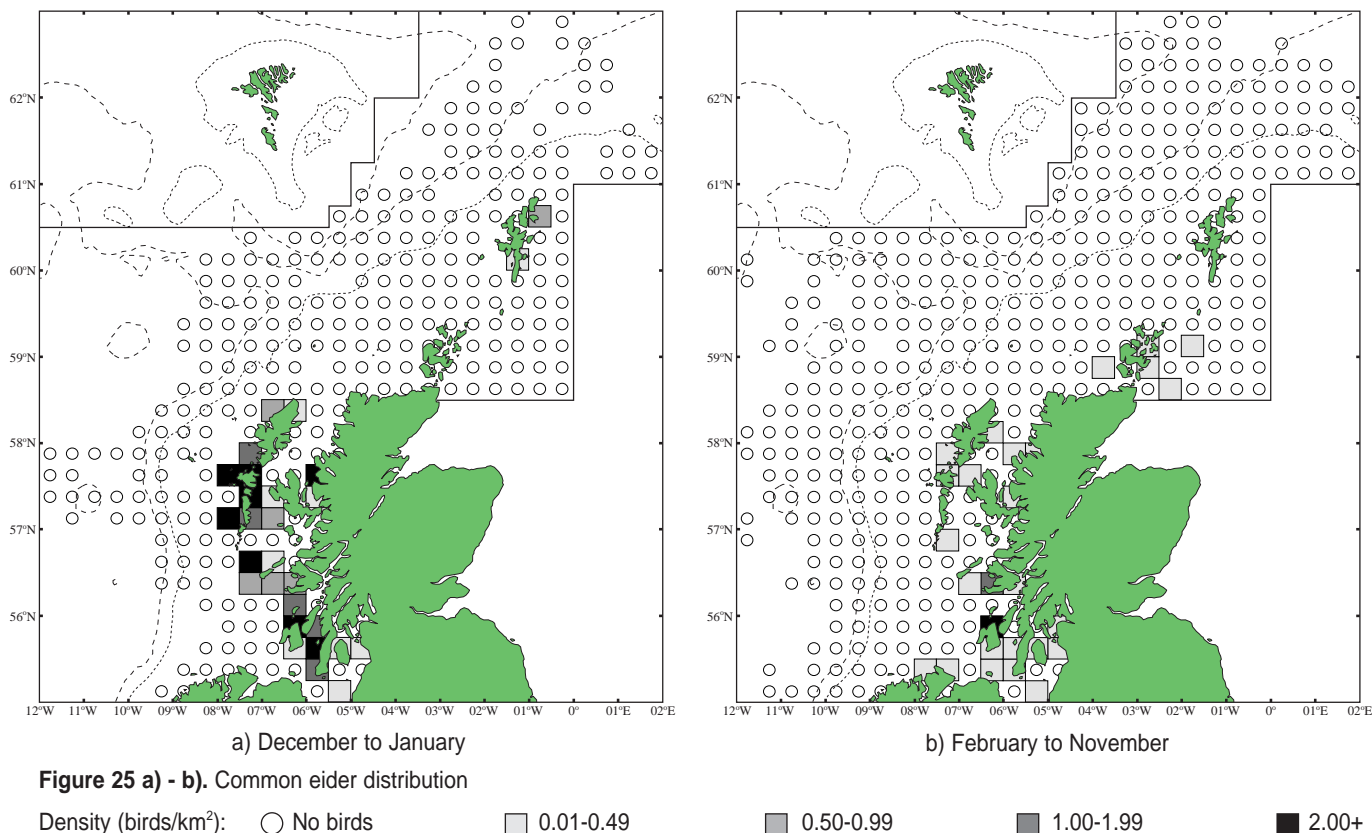 62°N
61°N
60°N
59°N
58°N
57°N
56°N
12°W 11°W 10°W 09°W 08°W 07°W 06°W 05°W 04°W 03°W 02°W 01°W 0° 01°E 02°E
a) December to January
62°N
61°N
60°N
59°N
58°N
57°N
56°N
12°W 11°W 10°W 09°W 08°W 07°W 06°W 05°W 04°W 03°W 02°W 01°W 0° 01°E 02°E
b) February to November
Figure 25 a) - b). Common eider distribution
Density (birds/km²): No birds 0.01-0.49 0.50-0.99 1.00-1.99 2.00+